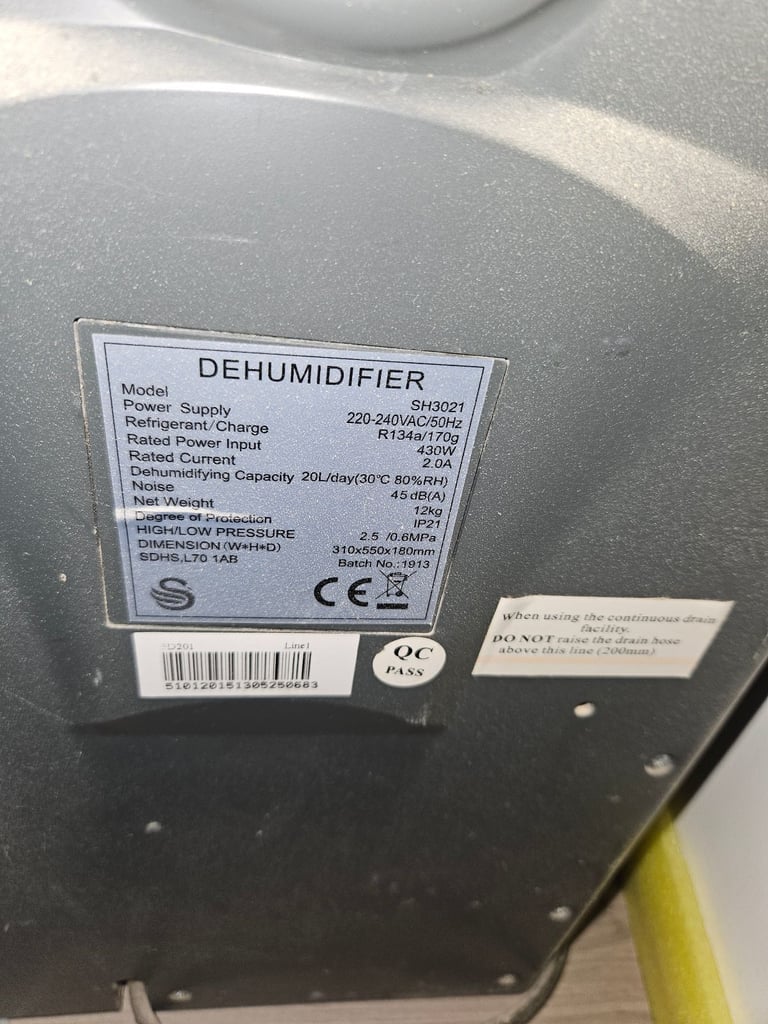 DEHUMIDIFIER
Model SH3021
Power Supply 220-240VAC/50Hz
Refrigerant/Charge R134a/170g
Rated Power Input 430W
Rated Current 2.0A
Dehumidifying Capacity 20L/day(30℃ 80%RH)
Noise 45dB(A)
Net Weight 12kg
Degree of Protection IP21
HIGH/LOW PRESSURE 2.5 /0.6MPa
DIMENSION(W*H*D) 310x550x180mm
SDHS,L70 1AB Batch No.:1913
CE
Line1
510120151305250683
QC
PASS
When using the continuous drain
facility.
DO NOT raise the drain hose
above this line (200mm)